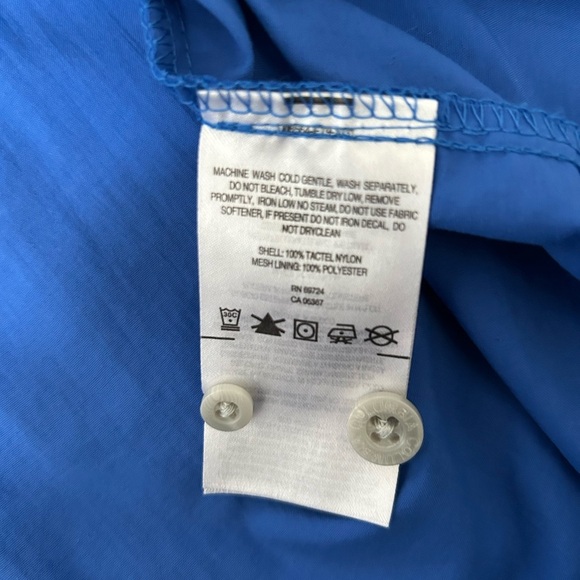 MACHINE WASH COLD GENTLE, WASH SEPARATELY,
DO NOT BLEACH, TUMBLE DRY LOW, REMOVE
PROMPTLY, IRON LOW NO STEAM, DO NOT USE FABRIC
SOFTENER, IF PRESENT DO NOT IRON DECAL, DO
NOT DRYCLEAN
SHELL: 100% TACTEL NYLON
MESH LINING: 100% POLYESTER
RN 69724
CA 05367
30C